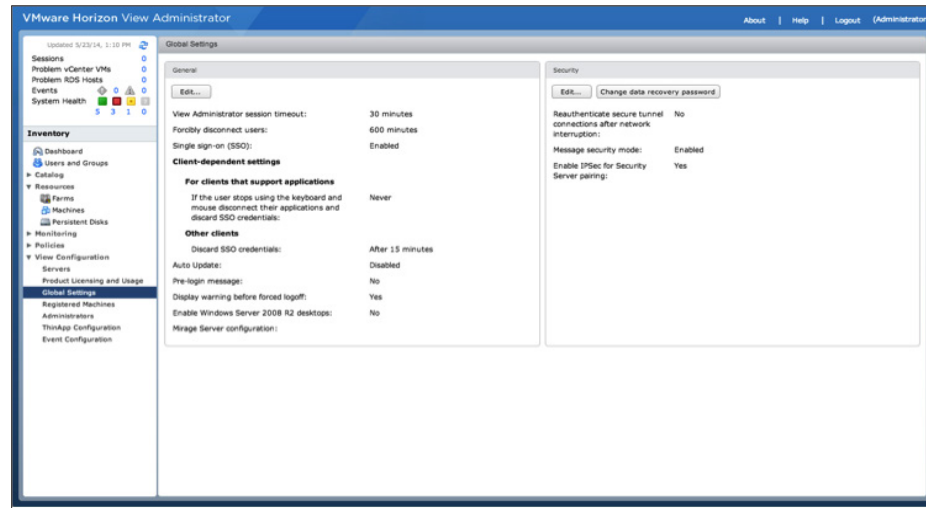 VMware Horizon View Administrator
About | Help | Logout (Administrator
Updated 5/23/14, 1:10 PM
Sessions 0
Problem vCenter VMs 0
Problem RDS Hosts 0
Events 0 0
System Health
5 3 1 0
Inventory
Dashboard
Users and Groups
Catalog
Resources
Farms
Machines
Persistent Disks
Monitoring
Policies
View Configuration
Servers
Product Licensing and Usage
Global Settings
Registered Machines
Administrators
ThinApp Configuration
Event Configuration
Global Settings
General
Edit...
View Administrator session timeout: 30 minutes
Forcibly disconnect users: 600 minutes
Single sign-on (SSO): Enabled
Client-dependent settings
For clients that support applications
If the user stops using the keyboard and Never
mouse disconnect their applications and
discard SSO credentials:
Other clients
Discard SSO credentials: After 15 minutes
Auto Update: Disabled
Pre-login message: No
Display warning before forced logoff: Yes
Enable Windows Server 2008 R2 desktops: No
Mirage Server configuration:
Security
Edit... Change data recovery password
Reauthenticate secure tunnel No
connections after network
interruption:
Message security mode: Enabled
Enable IPSec for Security Yes
Server pairing: